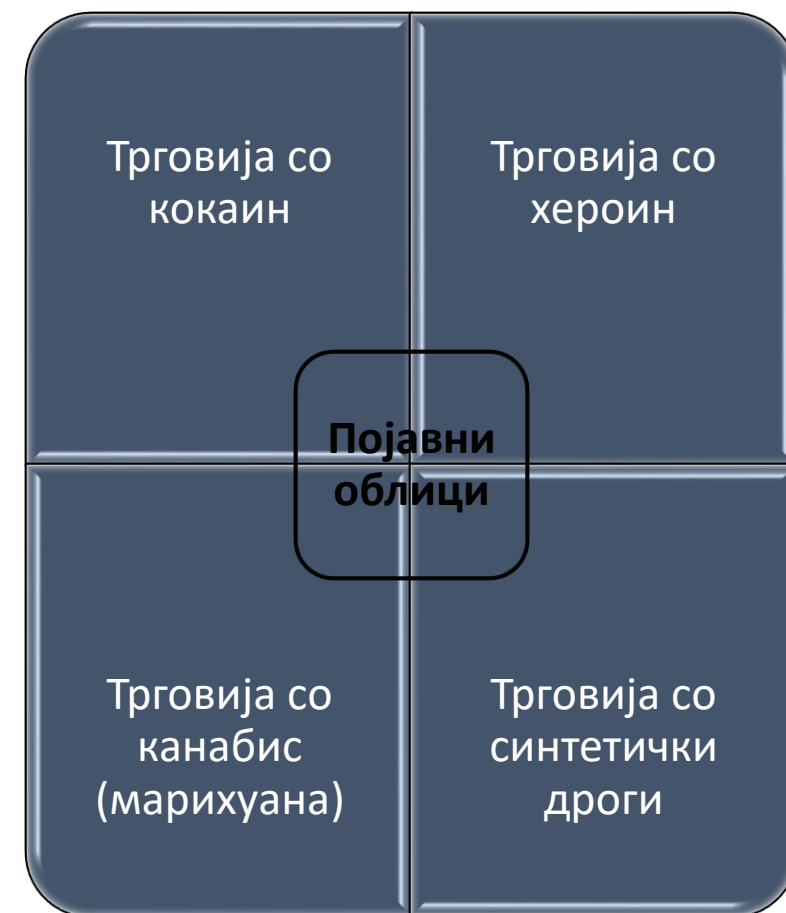 Трговија со
кокаин
Трговија со
хероин
Појавни
облици
Трговија со
канабис
(марихуана)
Трговија со
синтетички
дроги